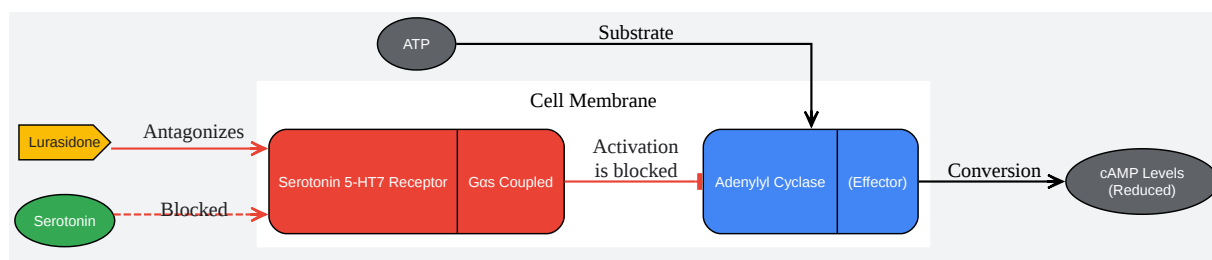 ATP
Substrate
Cell Membrane
Lurasidone
Antagonizes
Serotonin 5-HT7 Receptor
Gαs Coupled
Activation
is blocked
Adenylyl Cyclase
(Effector)
Conversion
cAMP Levels
(Reduced)
Serotonin
Blocked